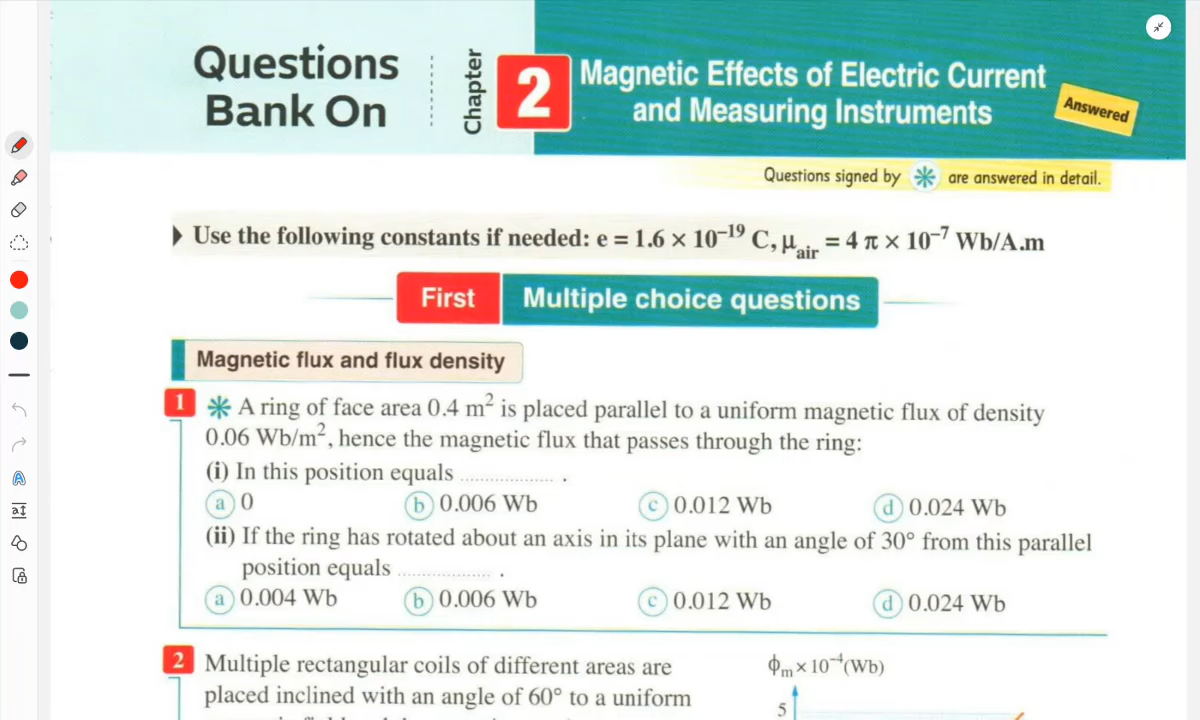 Questions
Bank On
Chapter
2
Magnetic Effects of Electric Current
and Measuring Instruments
Answered
Questions signed by ✱ are answered in detail.
Use the following constants if needed: e = 1.6 × 10⁻¹⁹ C, μ_air = 4 π × 10⁻⁷ Wb/A.m
First Multiple choice questions
Magnetic flux and flux density
1 ✱ A ring of face area 0.4 m² is placed parallel to a uniform magnetic flux of density
0.06 Wb/m², hence the magnetic flux that passes through the ring:
(i) In this position equals .................. .
a 0 b 0.006 Wb c 0.012 Wb d 0.024 Wb
(ii) If the ring has rotated about an axis in its plane with an angle of 30° from this parallel
position equals .................. .
a 0.004 Wb b 0.006 Wb c 0.012 Wb d 0.024 Wb
2 Multiple rectangular coils of different areas are
placed inclined with an angle of 60° to a uniform
ϕₘ × 10⁻⁴ (Wb)
5